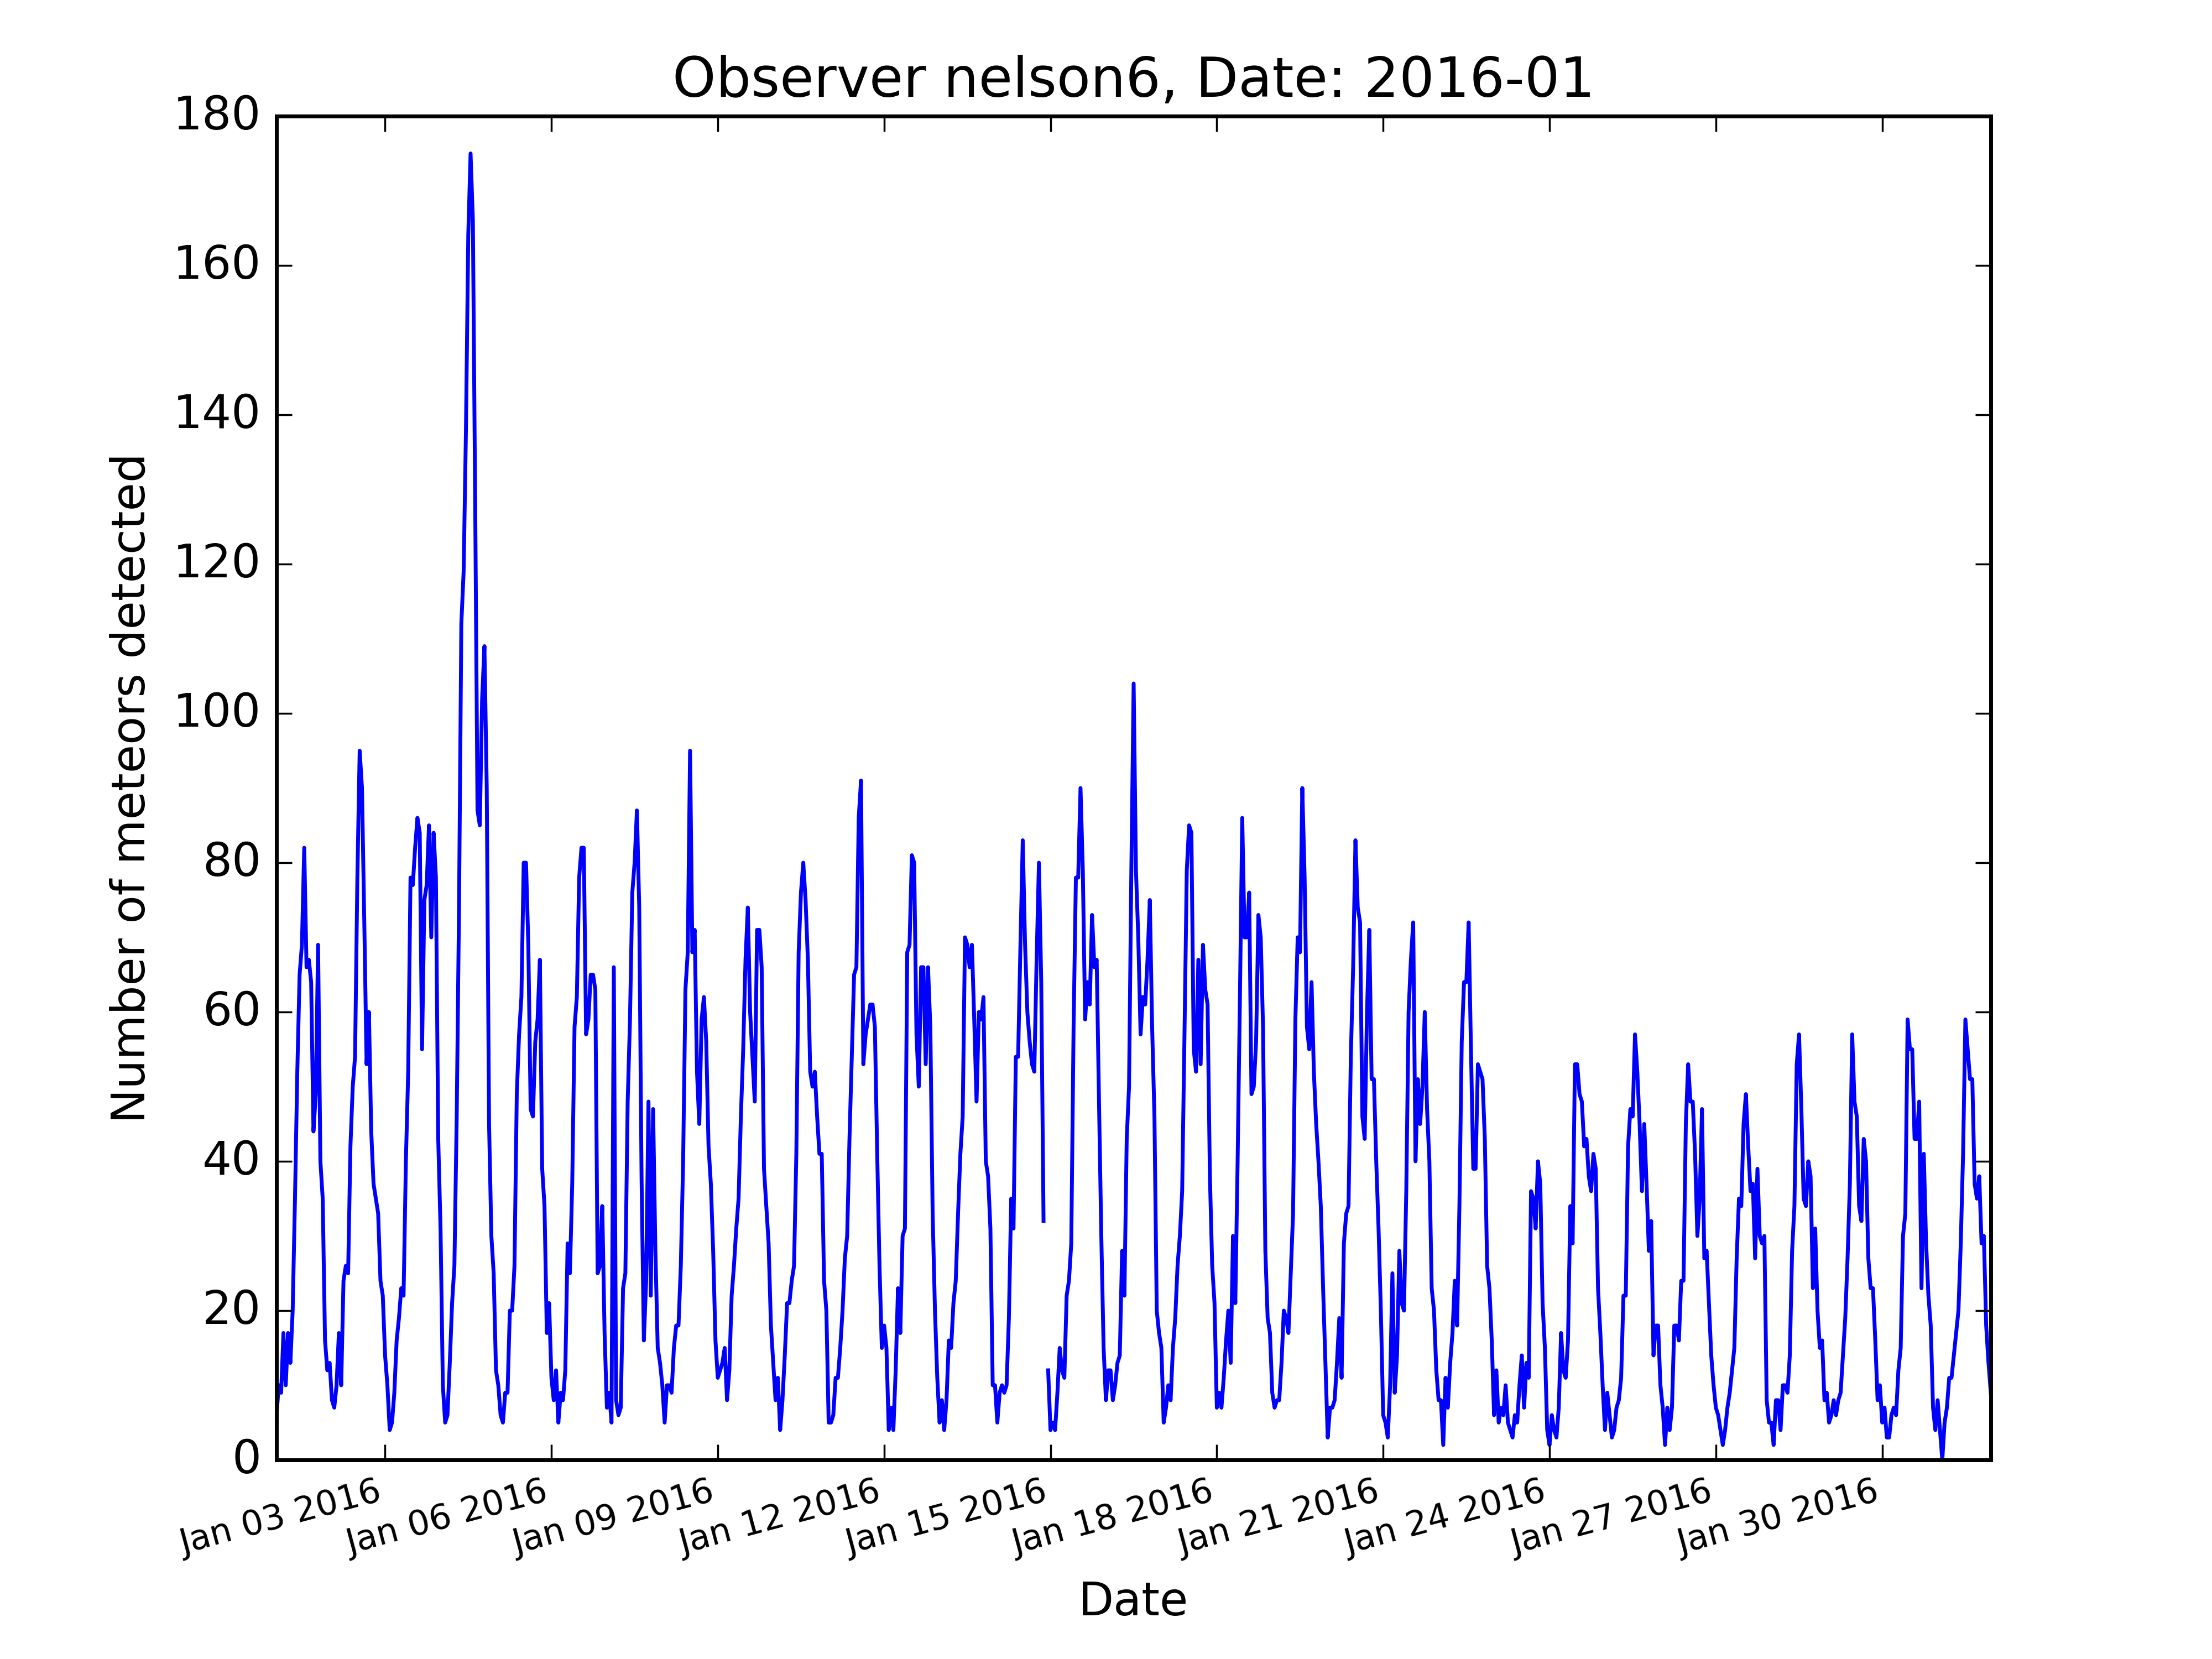 Observer nelson6, Date: 2016-01
180
160
140
120
100
80
60
40
20
0
Number of meteors detected
Jan 03 2016
Jan 06 2016
Jan 09 2016
Jan 12 2016
Jan 15 2016
Jan 18 2016
Jan 21 2016
Jan 24 2016
Jan 27 2016
Jan 30 2016
Date